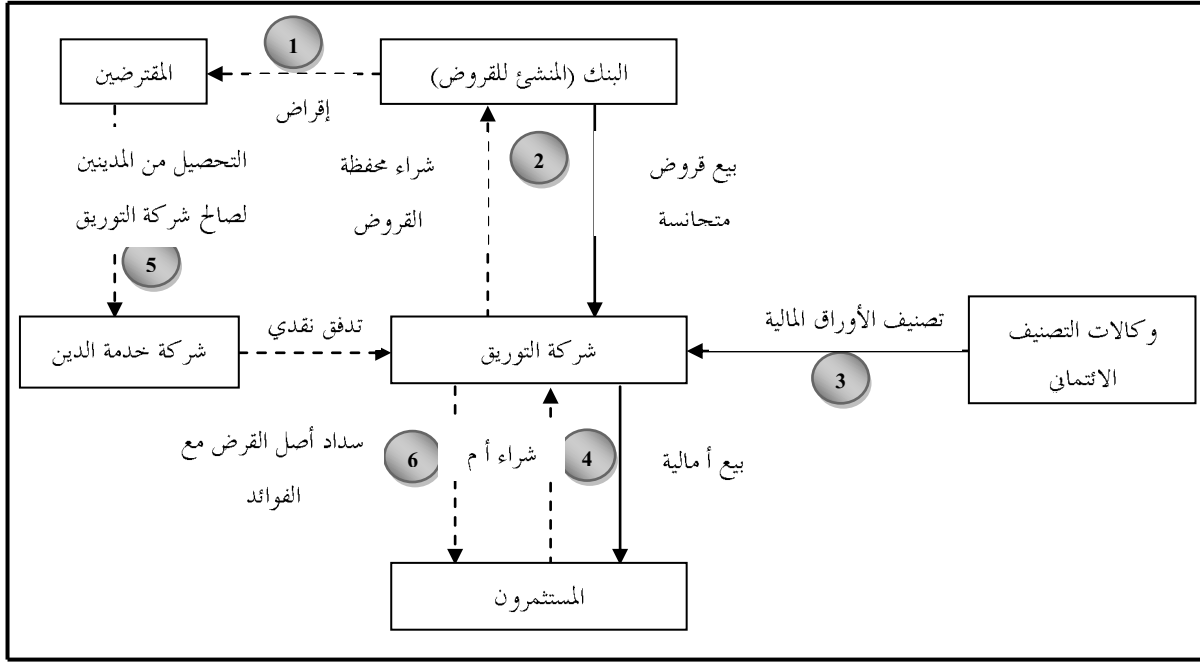 1
البنك (المنشئ للقروض)
المقترضين
إقراض
2
بيع قروض
متجانسة
شراء محفظة
القروض
التحصيل من المدينين
لصالح شركة التوريق
5
وكالات التصنيف
الائتماني
تصنيف الأوراق المالية
3
شركة التوريق
تدفق نقدي
شركة خدمة الدين
بيع أ مالية
4
شراء أ م
6
سداد أصل القرض مع
الفوائد
المستثمرون